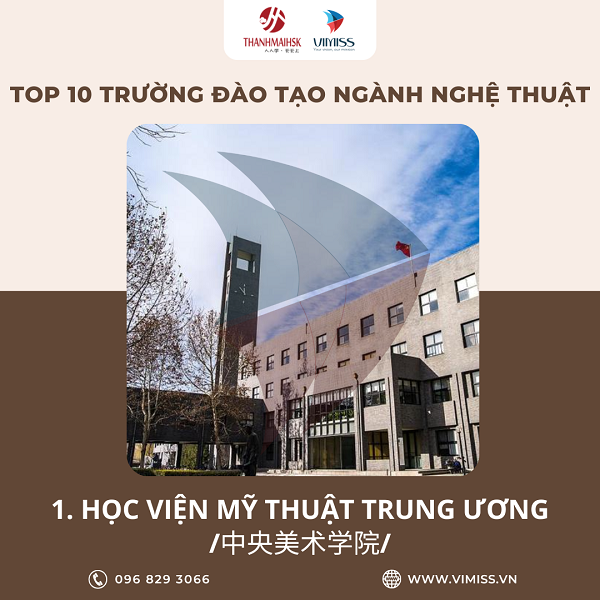 THANHMAIHSK
VIMISS
TOP 10 TRƯỜNG ĐÀO TẠO NGÀNH NGHỆ THUẬT
1. HỌC VIỆN MỸ THUẬT TRUNG ƯƠNG
/中央美术学院/
096 829 3066
WWW.VIMISS.VN